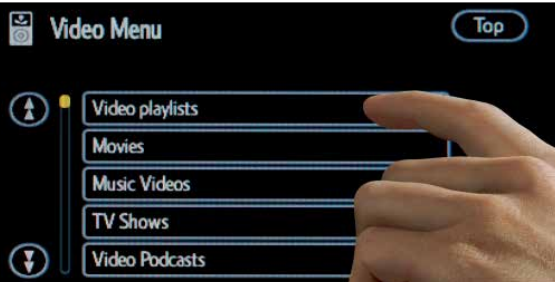 Video Menu
Top
Video playlists
Movies
Music Videos
TV Shows
Video Podcasts